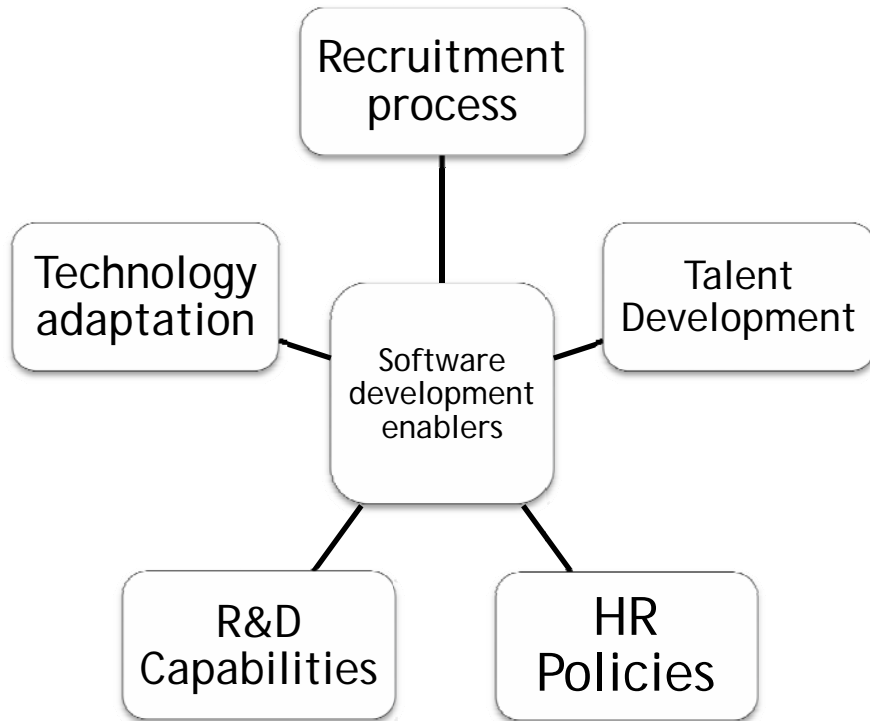 Recruitment
process
Technology
adaptation
Talent
Development
Software
development
enablers
R&D
Capabilities
HR
Policies